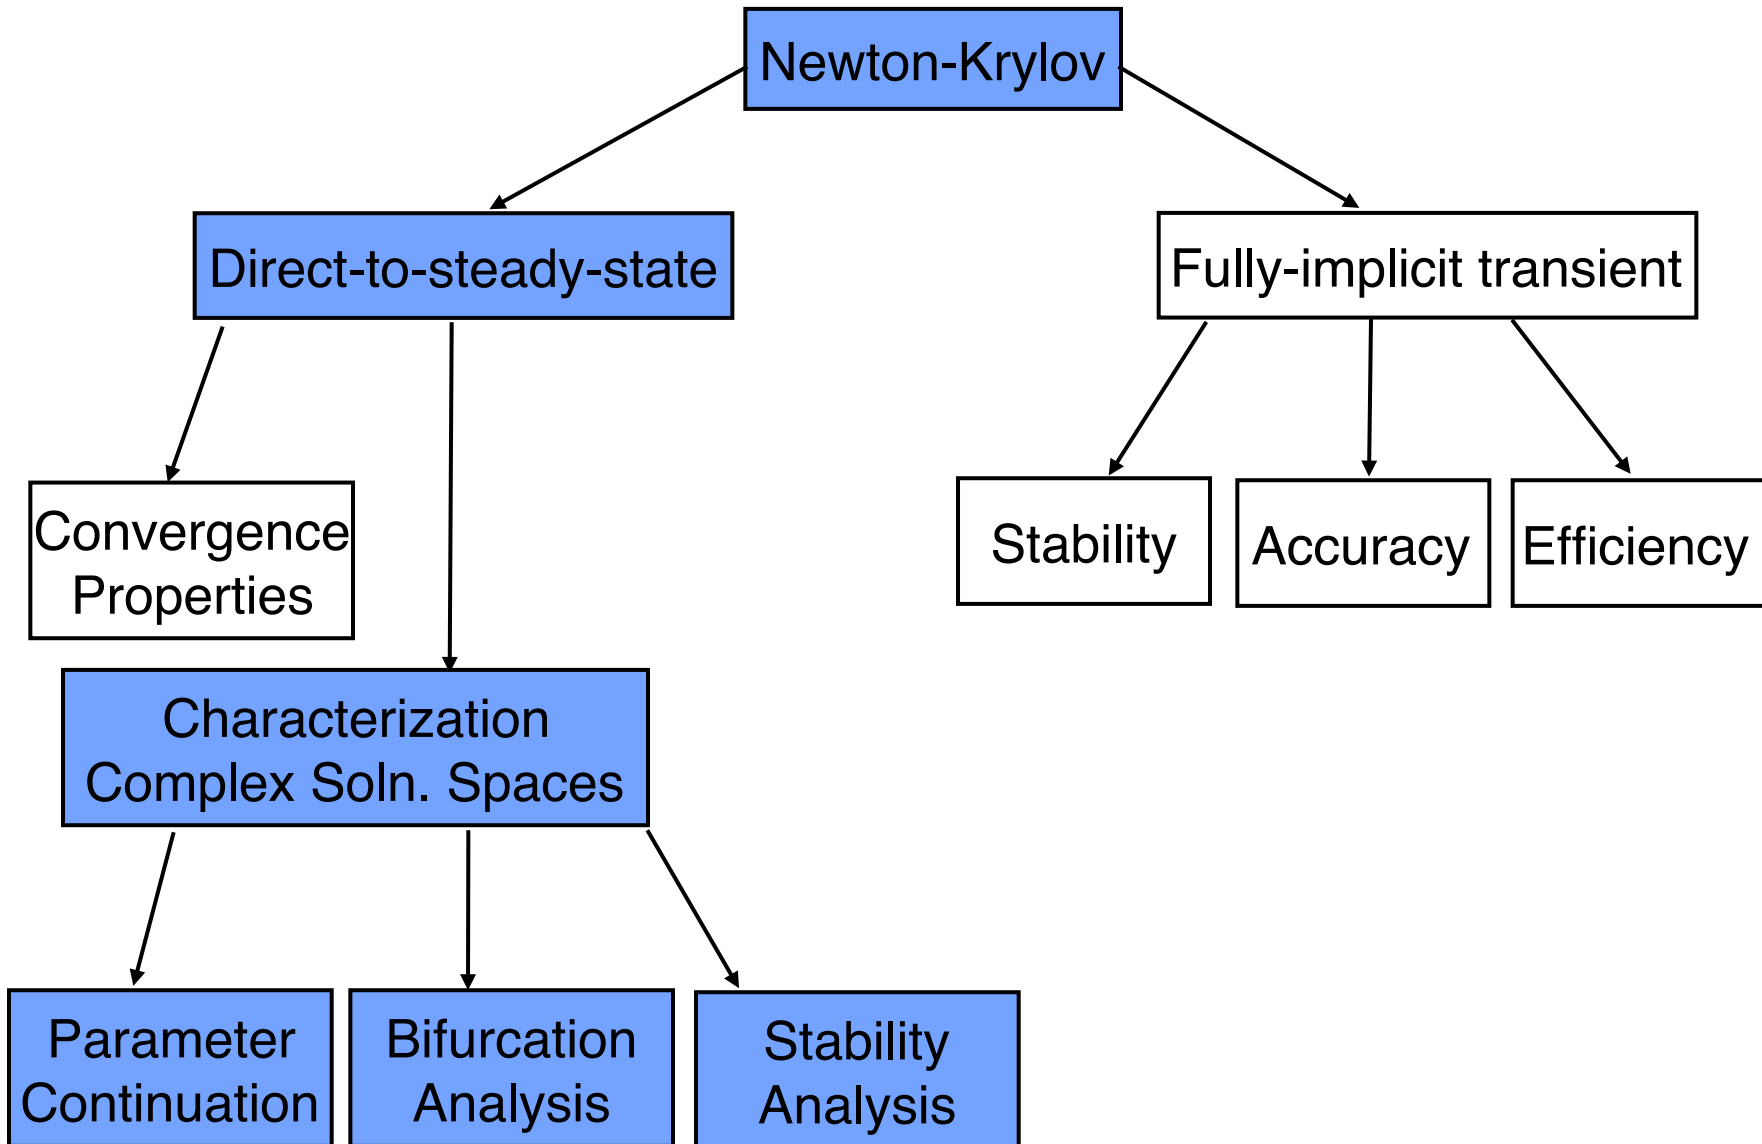 Newton-Krylov
Direct-to-steady-state
Fully-implicit transient
Convergence
Properties
Stability
Accuracy
Efficiency
Characterization
Complex Soln. Spaces
Parameter
Continuation
Bifurcation
Analysis
Stability
Analysis